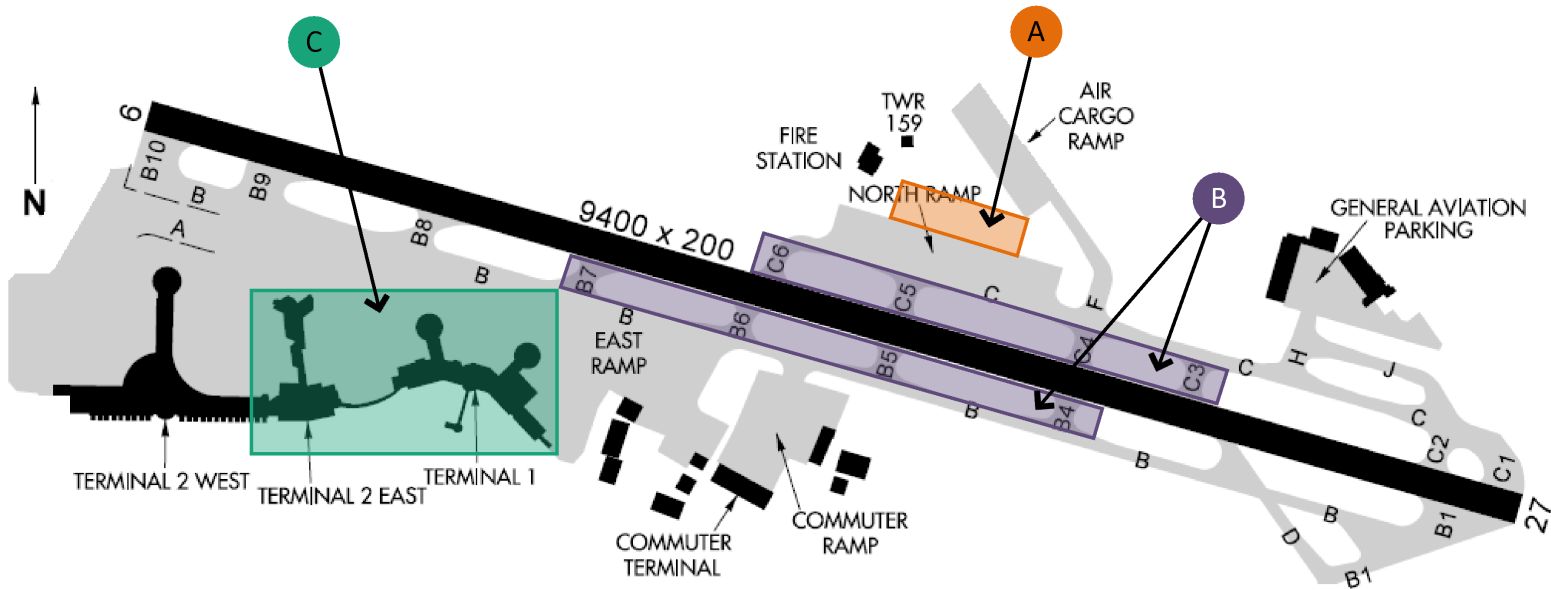 C
A
B
9
N
B10
B
B9
A
B8
B
9400 x 200
FIRE
STATION
TWR
159
AIR
CARGO
RAMP
NORTH RAMP
GENERAL AVIATION
PARKING
C6
C5
C
C4
F
C3
C
H
J
C
C2
C1
27
B7
B
EAST
RAMP
B6
B5
B
B4
B
B
B1
D
B1
TERMINAL 2 WEST
TERMINAL 2 EAST
TERMINAL 1
COMMUTER
TERMINAL
COMMUTER
RAMP